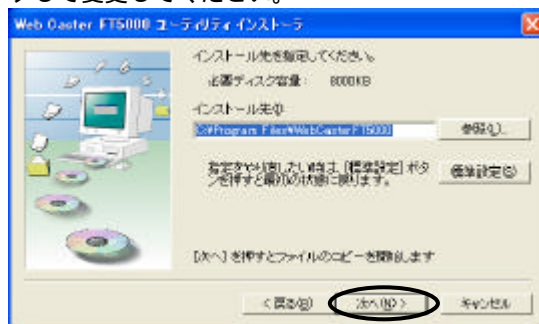 クして変更してください。
Web Caster FT5000 ユーティリティ インストーラ
インストール先を指定してください。
必要ディスク容量: 8000KB
インストール先(I)
C:¥Program Files¥WebCasterFT5000
参照(J)...
指定をやり直したい時は、[標準設定] ボタ
ンを押すと最初の状態に戻ります。
標準設定(S)
[次へ] を押すとファイルのコピーを開始します
< 戻る(B)
次へ(N) >
キャンセル